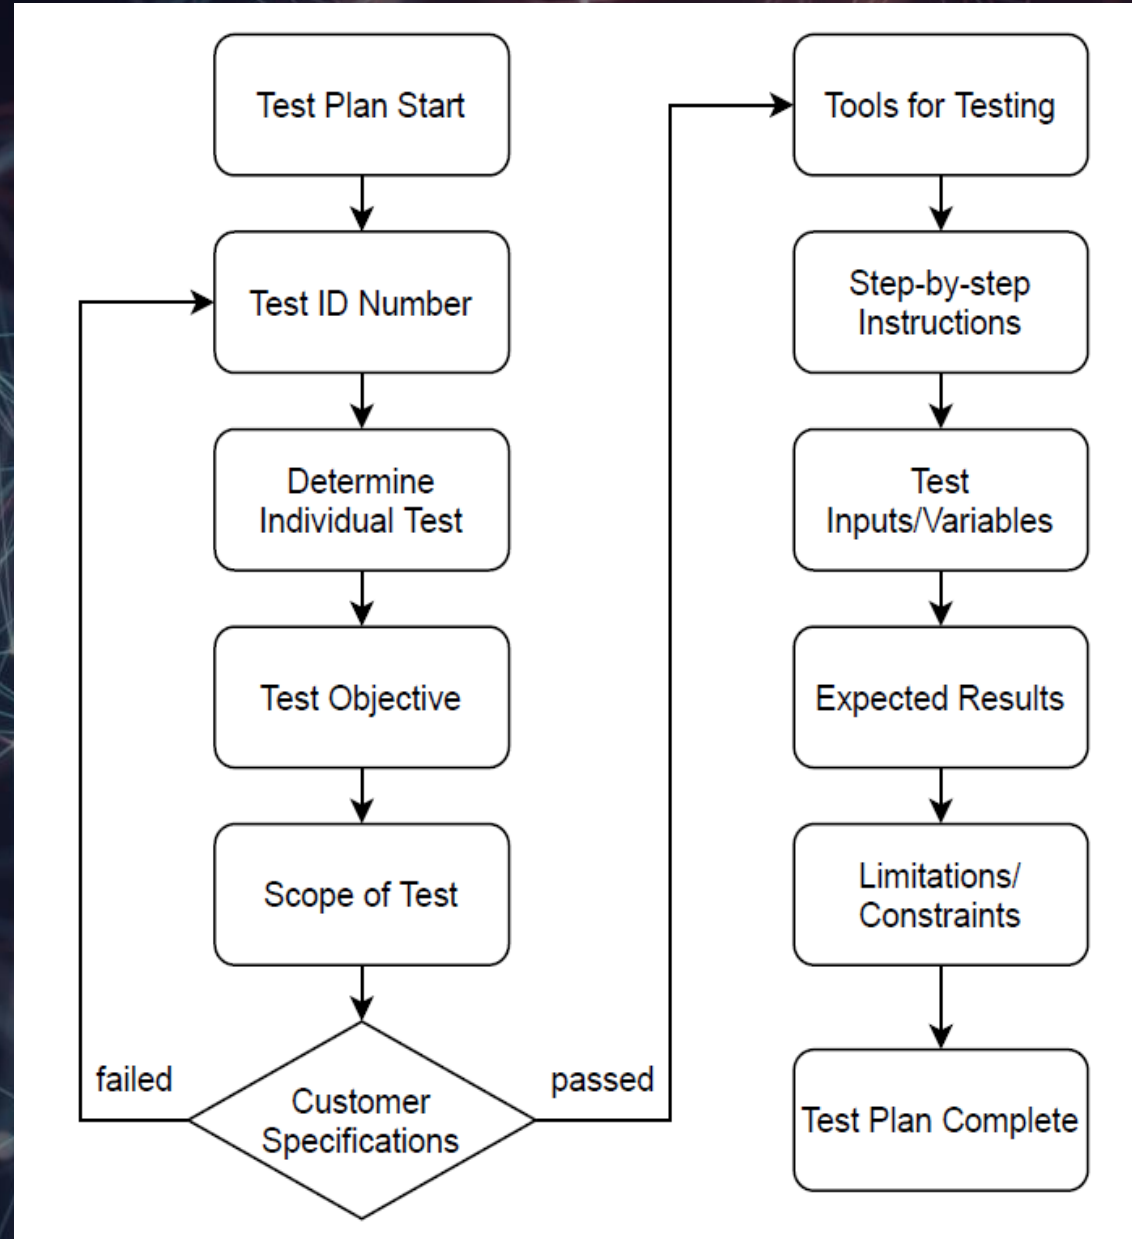 Test Plan Start
Test ID Number
Determine
Individual Test
Test Objective
Scope of Test
Customer
Specifications
failed
passed
Tools for Testing
Step-by-step
Instructions
Test
Inputs/Variables
Expected Results
Limitations/
Constraints
Test Plan Complete